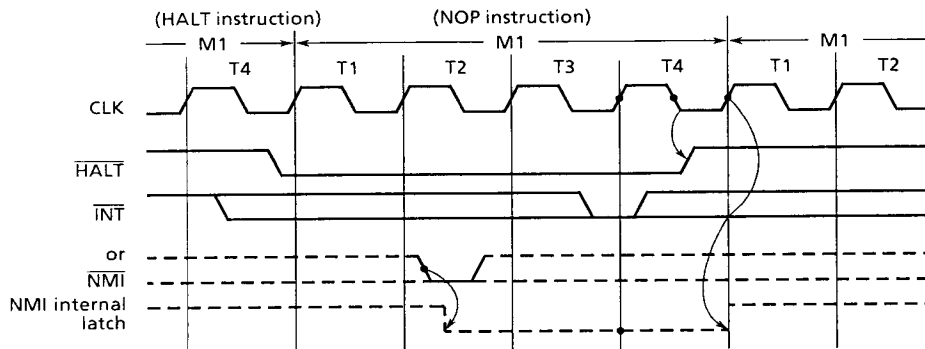 (HALT instruction) (NOP instruction)
M1 M1 M1
T4 T1 T2 T3 T4 T1 T2
CLK
HALT
INT
or
NMI
NMI internal
latch